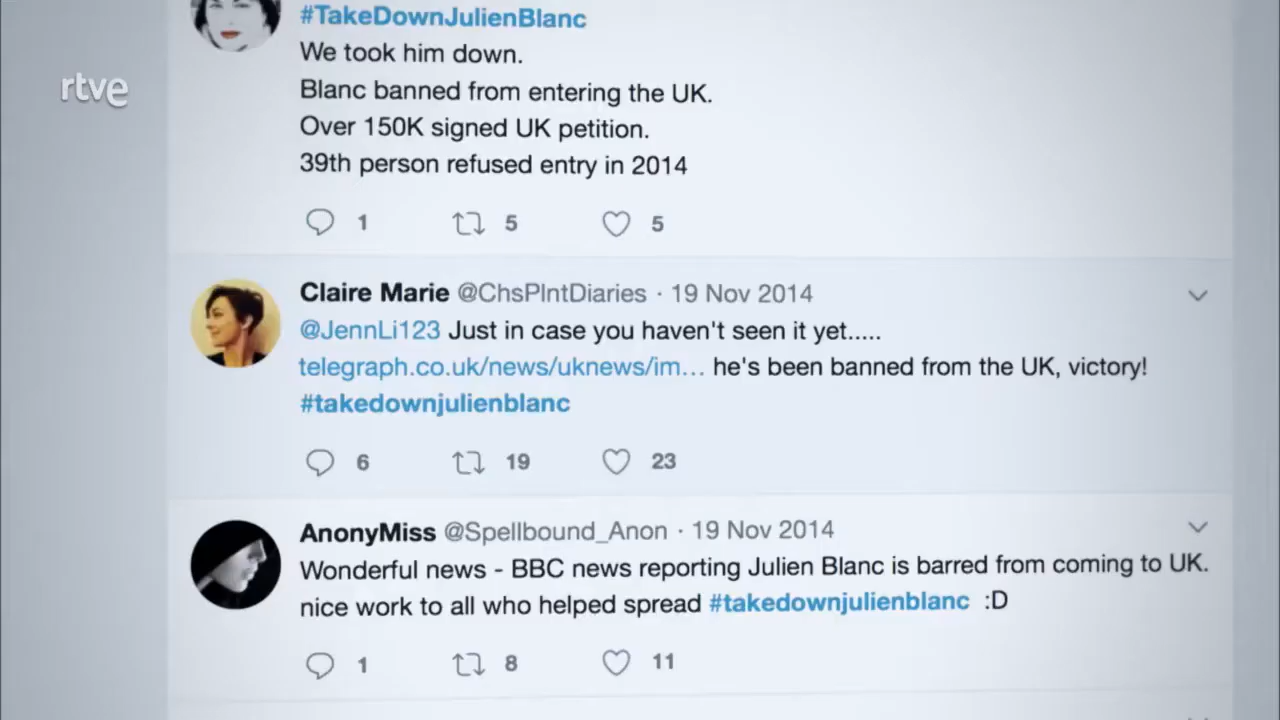 #TakeDownJulienBlanc
rtve
We took him down.
Blanc banned from entering the UK.
Over 150K signed UK petition.
39th person refused entry in 2014
1 5 5
Claire Marie @ChsPlntDiaries · 19 Nov 2014
@JennLi123 Just in case you haven't seen it yet.....
telegraph.co.uk/news/uknews/im... he's been banned from the UK, victory!
#takedownjulienblanc
6 19 23
AnonyMiss @Spellbound_Anon · 19 Nov 2014
Wonderful news - BBC news reporting Julien Blanc is barred from coming to UK.
nice work to all who helped spread #takedownjulienblanc :D
1 8 11